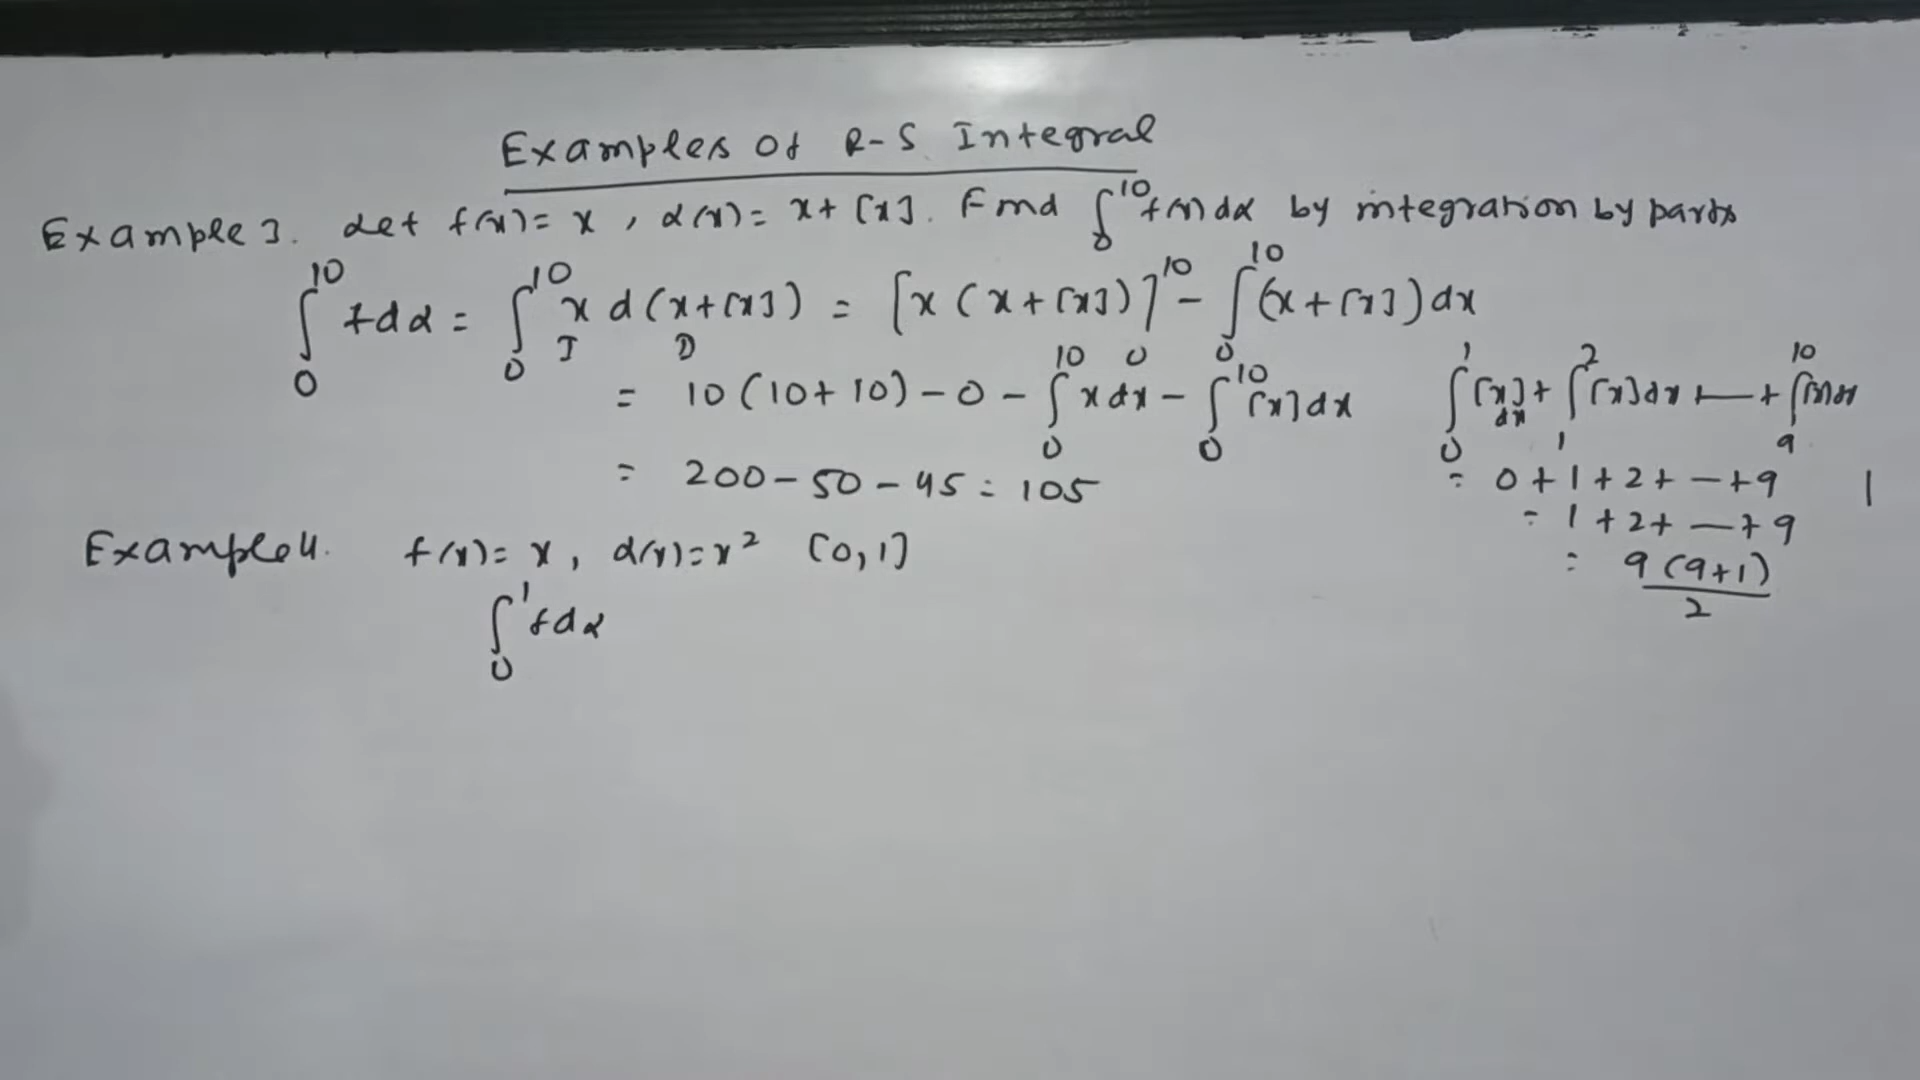 Examples of R-S Integral
Example 3. Let f(x) = x, α(x) = x + [x]. Find ∫₀¹⁰ f(x) dα by integration by parts
∫₀¹⁰ f dα = ∫₀¹⁰ x d(x + [x]) = [x (x + [x])]₀¹⁰ - ∫₀¹⁰ (x + [x]) dx
I D
= 10 (10 + 10) - 0 - ∫₀¹⁰ x dx - ∫₀¹⁰ [x] dx
= 200 - 50 - 45 = 105
∫₀¹ [x] dx + ∫₁² [x] dx + — + ∫₉¹⁰ [x] dx
= 0 + 1 + 2 + — + 9
= 1 + 2 + — + 9
= 9 (9+1) / 2
1
Example 4. f(x) = x, α(x) = x² [0, 1]
∫₀¹ f dα